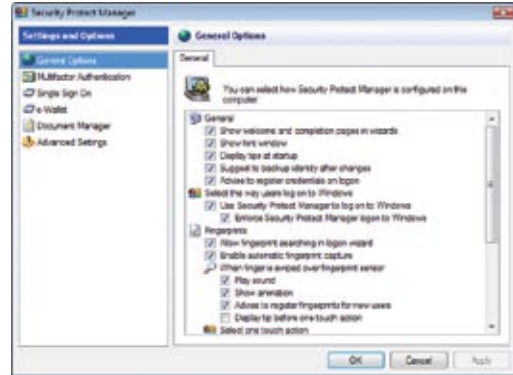 Security Protect Manager
Settings and Options
General Options
Multifactor Authentication
Single Sign On
e-Wallet
Document Manager
Advanced Settings
General Options
General
You can select how Security Protect Manager is configured on this
computer
General
Show welcome and completion pages in wizards
Show hint window
Display tips at startup
Suggest to backup identity after changes
Advise to register credentials on logon
Select the way users log on to Windows
Use Security Protect Manager to log on to Windows
Enforce Security Protect Manager logon to Windows
Fingerprints
Allow fingerprint searching in logon wizard
Enable automatic fingerprint capture
When finger is swiped over fingerprint sensor
Play sound
Show animation
Advise to register fingerprints for new users
Display tip before one touch action
Select one touch action
OK
Cancel
Apply